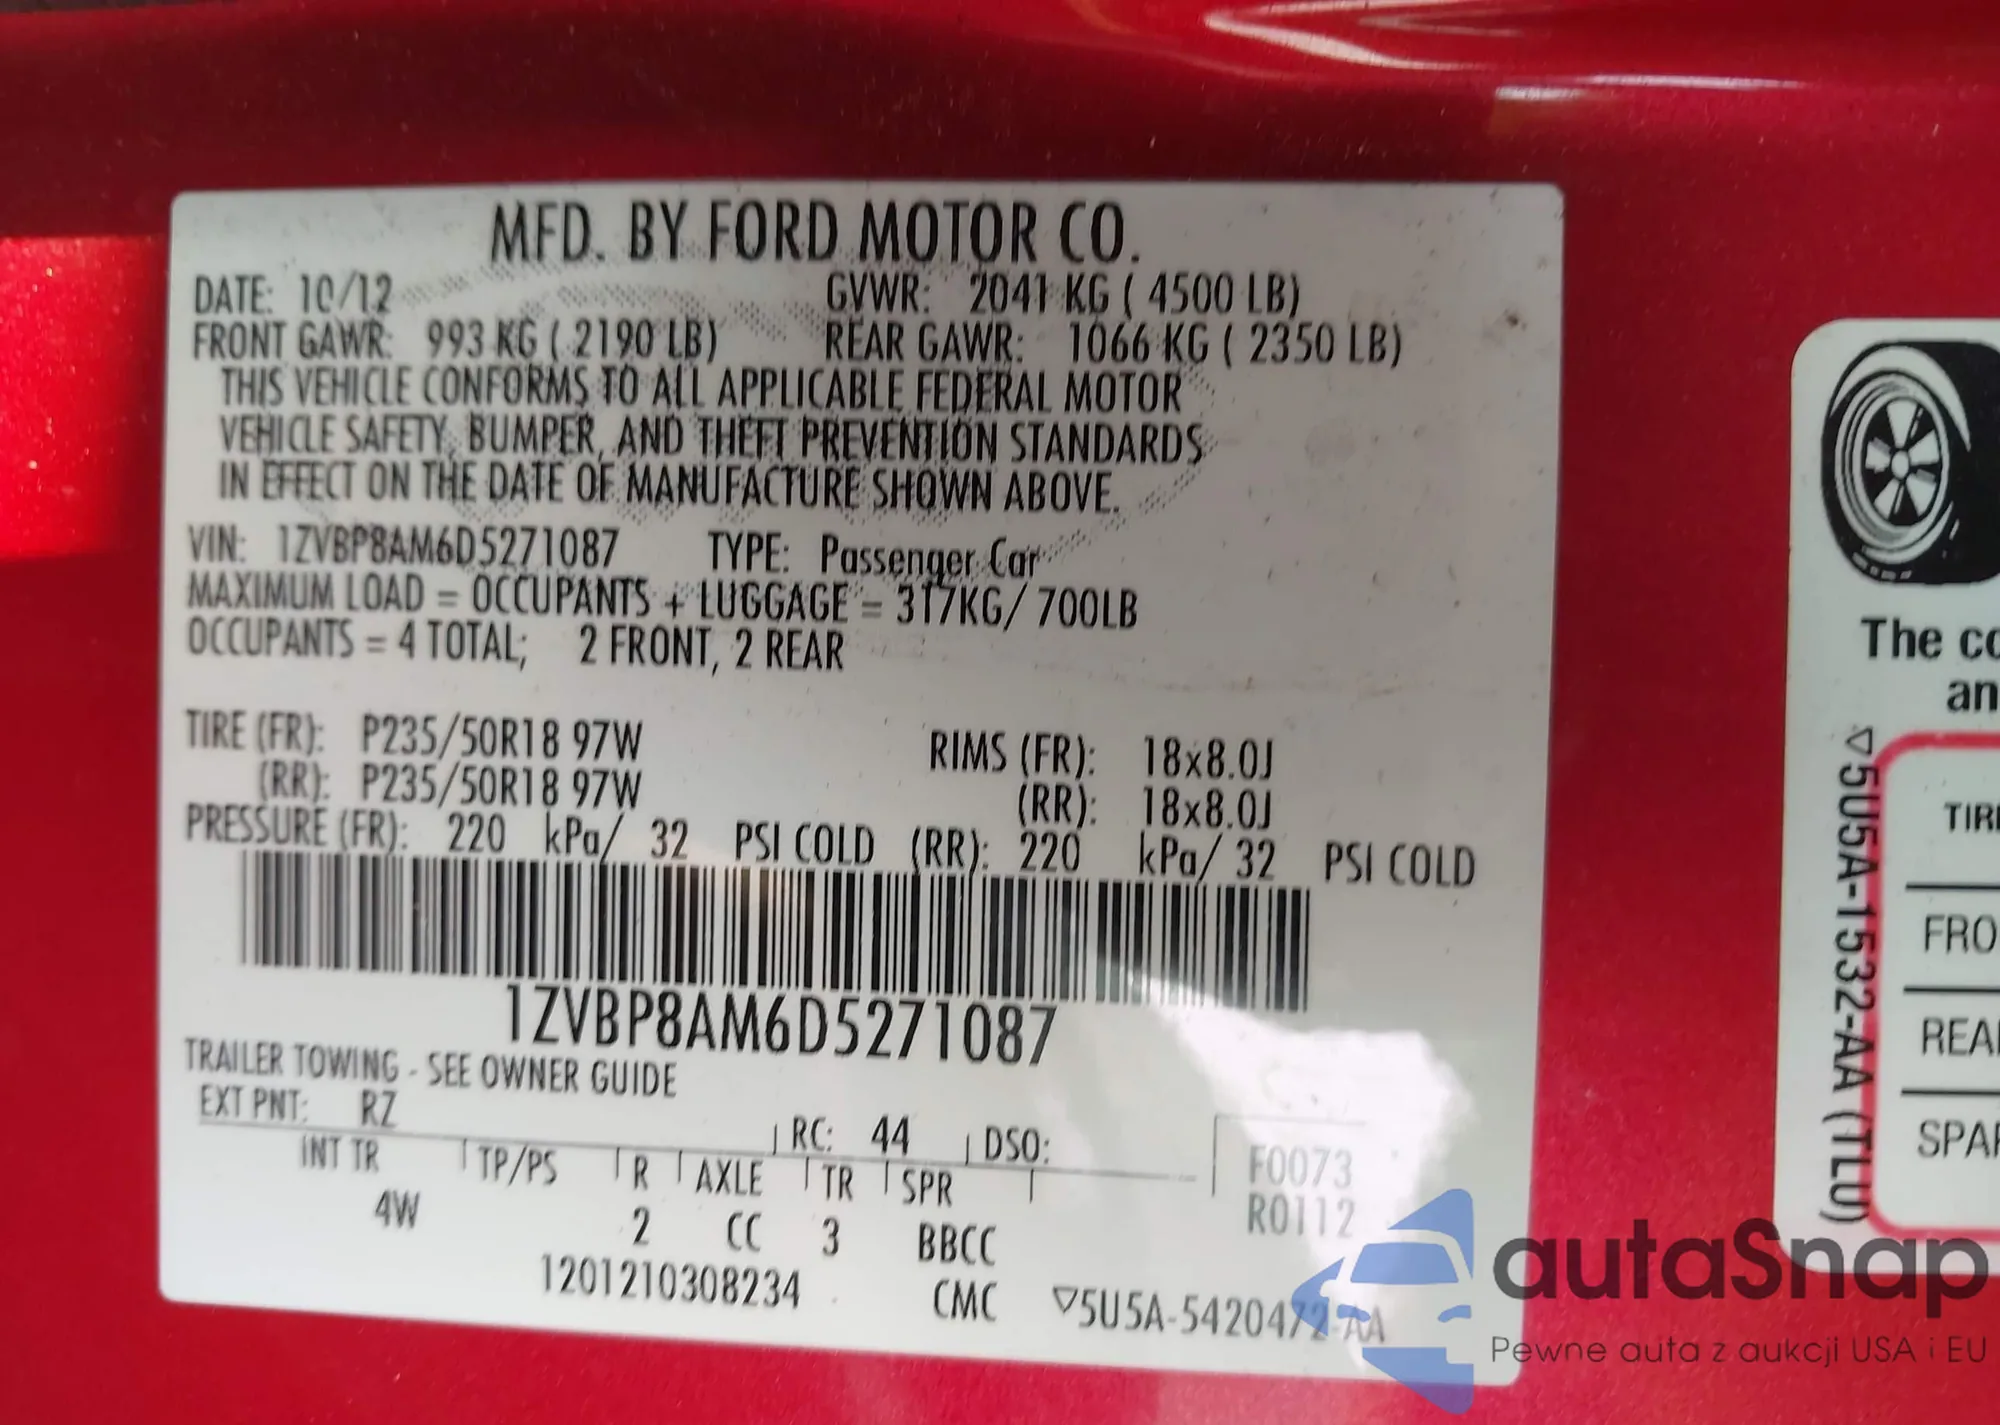 MFD. BY FORD MOTOR CO.
DATE: 10/12 GVWR: 2041 KG ( 4500 LB)
FRONT GAWR: 993 KG ( 2190 LB) REAR GAWR: 1066 KG ( 2350 LB)
THIS VEHICLE CONFORMS TO ALL APPLICABLE FEDERAL MOTOR
VEHICLE SAFETY, BUMPER, AND THEFT PREVENTION STANDARDS
IN EFFECT ON THE DATE OF MANUFACTURE SHOWN ABOVE.
VIN: 1ZVBP8AM6D5271087 TYPE: Passenger Car
MAXIMUM LOAD = OCCUPANTS + LUGGAGE = 317KG/ 700LB
OCCUPANTS = 4 TOTAL; 2 FRONT, 2 REAR
TIRE (FR): P235/50R18 97W RIMS (FR): 18x8.0J
(RR): P235/50R18 97W (RR): 18x8.0J
PRESSURE (FR): 220 kPa/ 32 PSI COLD (RR): 220 kPa/ 32 PSI COLD
1ZVBP8AM6D5271087
TRAILER TOWING - SEE OWNER GUIDE
EXT PNT: RZ RC: 44 DSO:
INT TR TP/PS R AXLE TR SPR
4W 2 CC 3 BBCC
F0073
R0112
1201210308234 CMC ▽5U5A-5420472-AA
The co
an
▽5U5A-1532-AA (TLU)
TIRE
FRO
REA
SPAR
autaSnap
Pewne auta z aukcji USA i EU